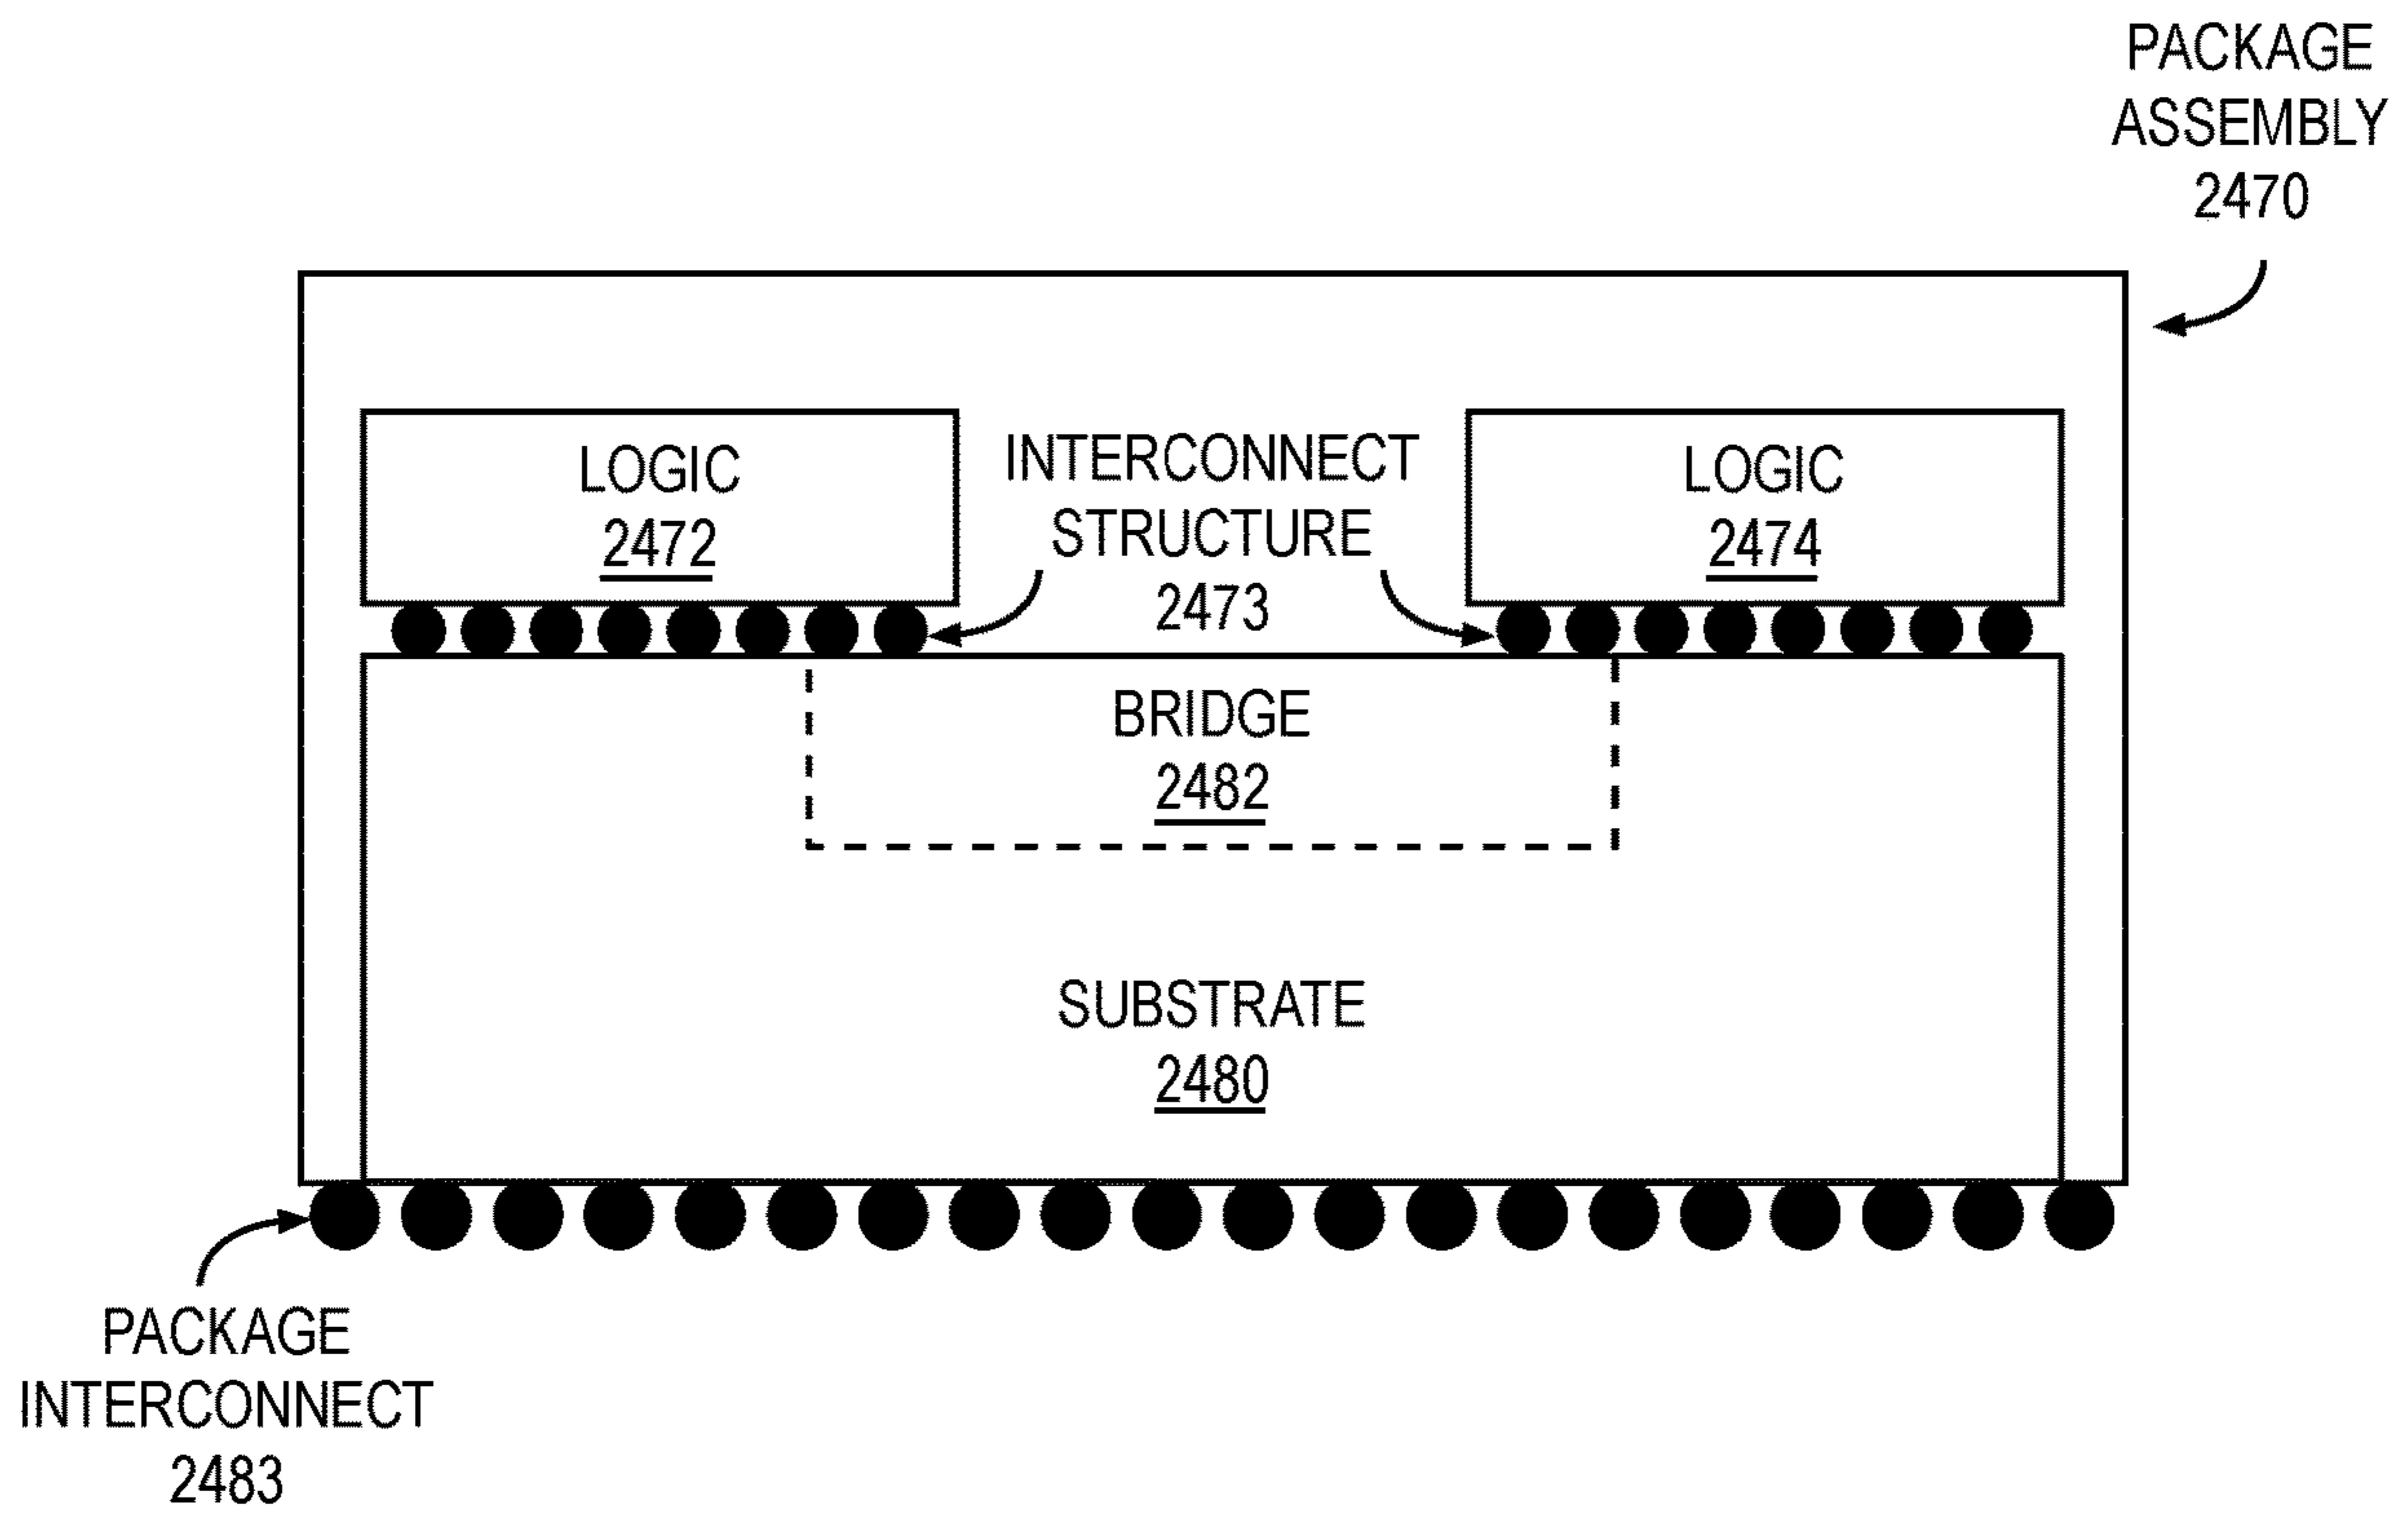 PACKAGE
ASSEMBLY
2470
LOGIC
2472
INTERCONNECT
STRUCTURE
2473
LOGIC
2474
BRIDGE
2482
SUBSTRATE
2480
PACKAGE
INTERCONNECT
2483